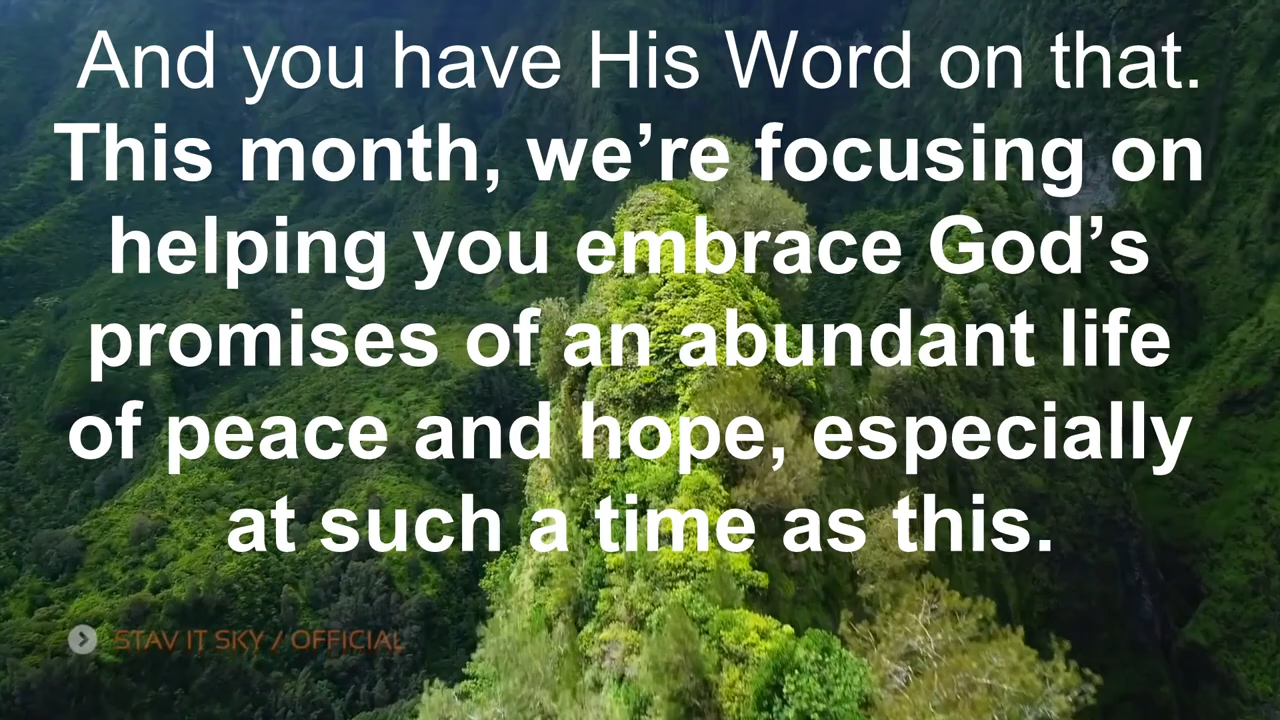 And you have His Word on that.
This month, we’re focusing on
helping you embrace God’s
promises of an abundant life
of peace and hope, especially
at such a time as this.
STAV IT SKY / OFFICIAL